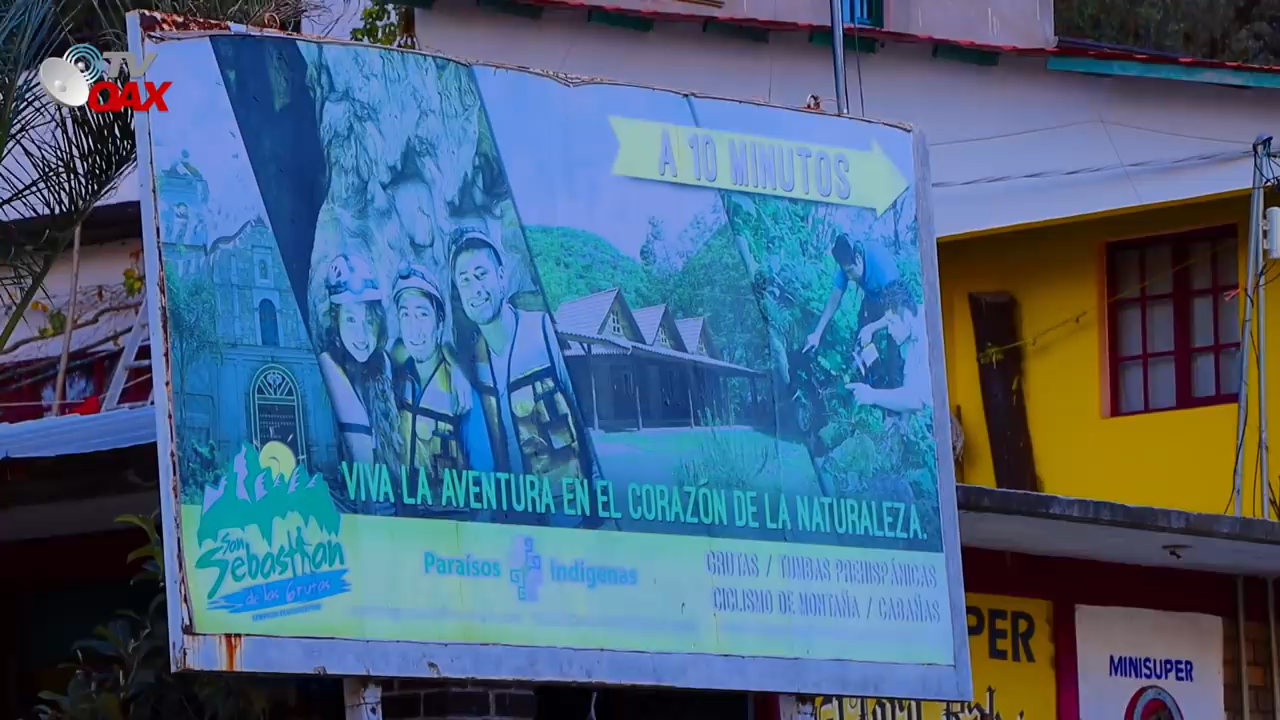 TV
OAX
A 10 MINUTOS
VIVA LA AVENTURA EN EL CORAZÓN DE LA NATURALEZA.
San
Sebastian
de las Grutas
Paraísos Indígenas
GRUTAS / TUMBAS PREHISPÁNICAS
CICLISMO DE MONTAÑA / CABAÑAS
PER
MINISUPER